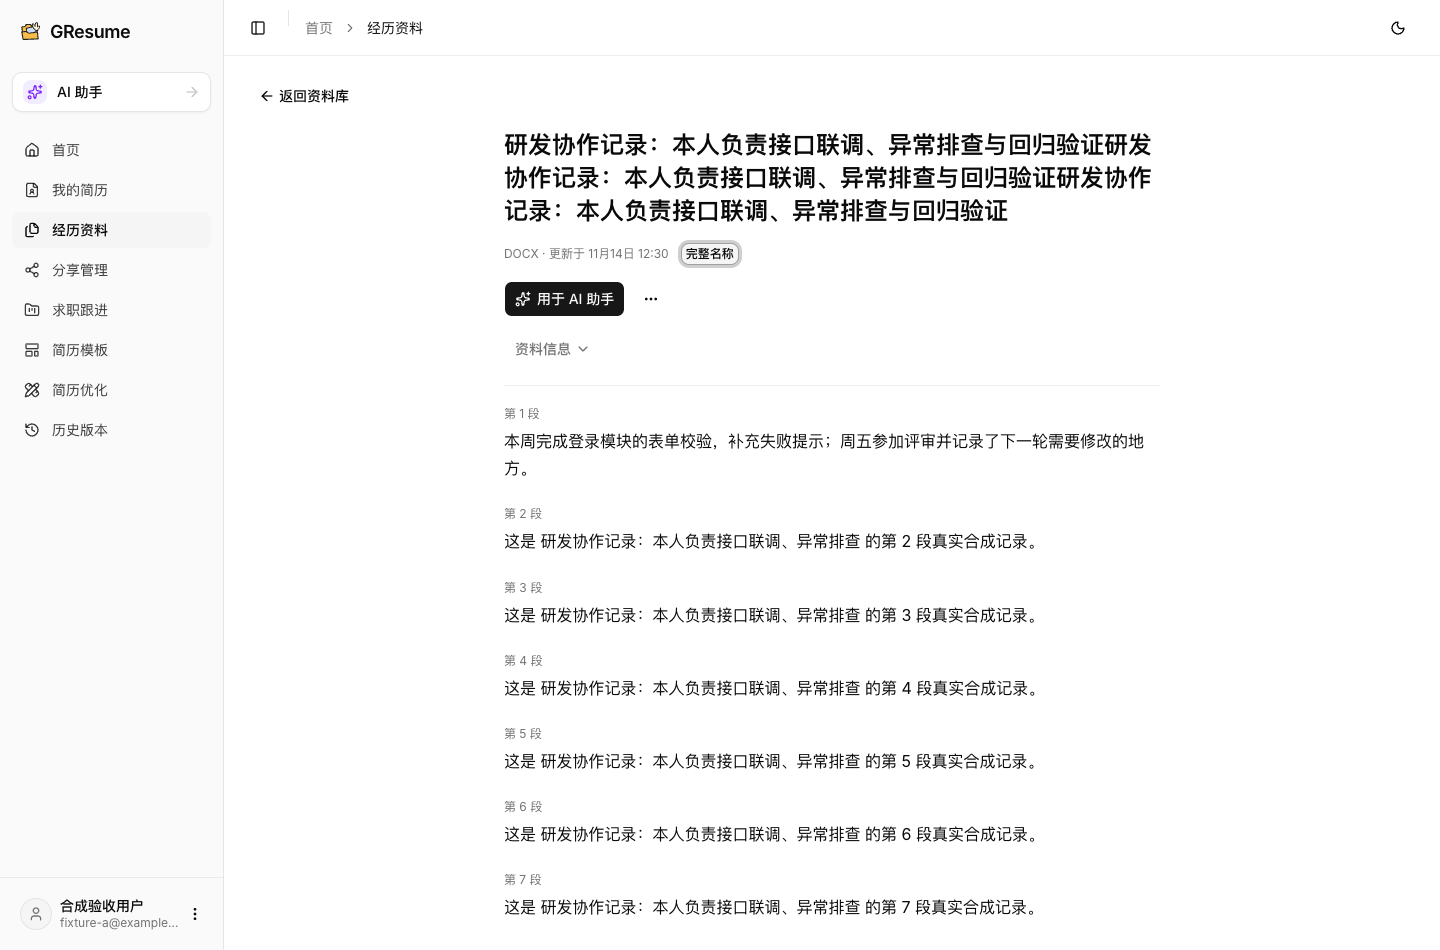 GResume
AI 助手
首页
我的简历
经历资料
分享管理
求职跟进
简历模板
简历优化
历史版本
合成验收用户
fixture-a@example...
首页
经历资料
返回资料库
研发协作记录：本人负责接口联调、异常排查与回归验证研发
协作记录：本人负责接口联调、异常排查与回归验证研发协作
记录：本人负责接口联调、异常排查与回归验证
DOCX · 更新于 11月14日 12:30 完整名称
用于 AI 助手
资料信息
第 1 段
本周完成登录模块的表单校验，补充失败提示；周五参加评审并记录了下一轮需要修改的地
方。
第 2 段
这是 研发协作记录：本人负责接口联调、异常排查 的第 2 段真实合成记录。
第 3 段
这是 研发协作记录：本人负责接口联调、异常排查 的第 3 段真实合成记录。
第 4 段
这是 研发协作记录：本人负责接口联调、异常排查 的第 4 段真实合成记录。
第 5 段
这是 研发协作记录：本人负责接口联调、异常排查 的第 5 段真实合成记录。
第 6 段
这是 研发协作记录：本人负责接口联调、异常排查 的第 6 段真实合成记录。
第 7 段
这是 研发协作记录：本人负责接口联调、异常排查 的第 7 段真实合成记录。